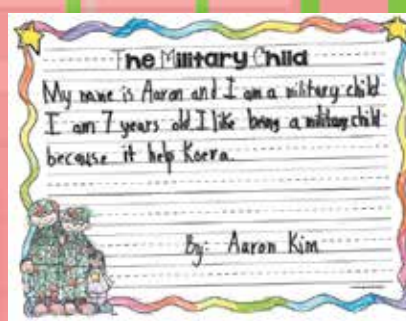 The Military Child
My name is Aaron and I am a military child
I am 7 years old. I like being a military child
because it help Koera.
By: Aaron Kim